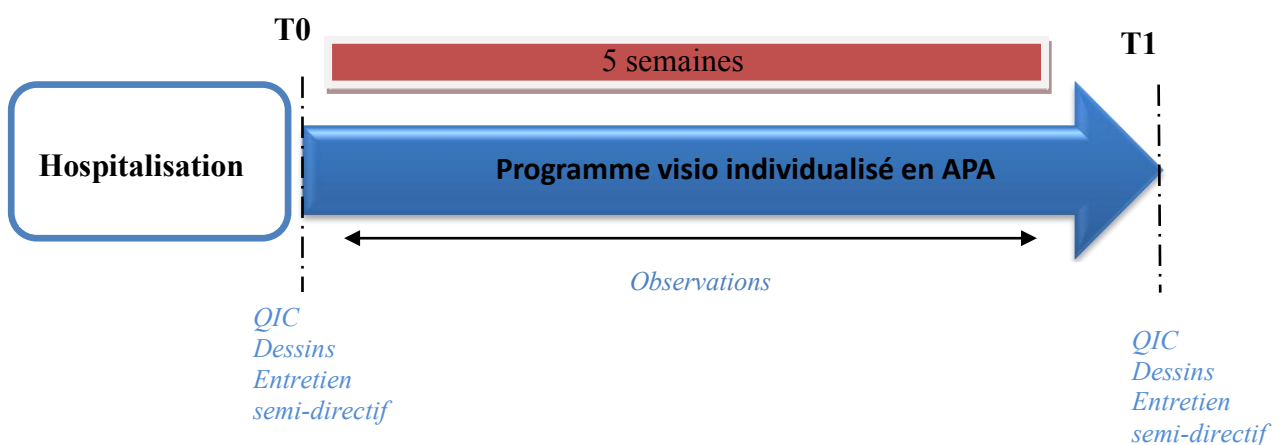 T0
T1
5 semaines
Hospitalisation
Programme visio individualisé en APA
Observations
QIC
Dessins
Entretien
semi-directif
QIC
Dessins
Entretien
semi-directif